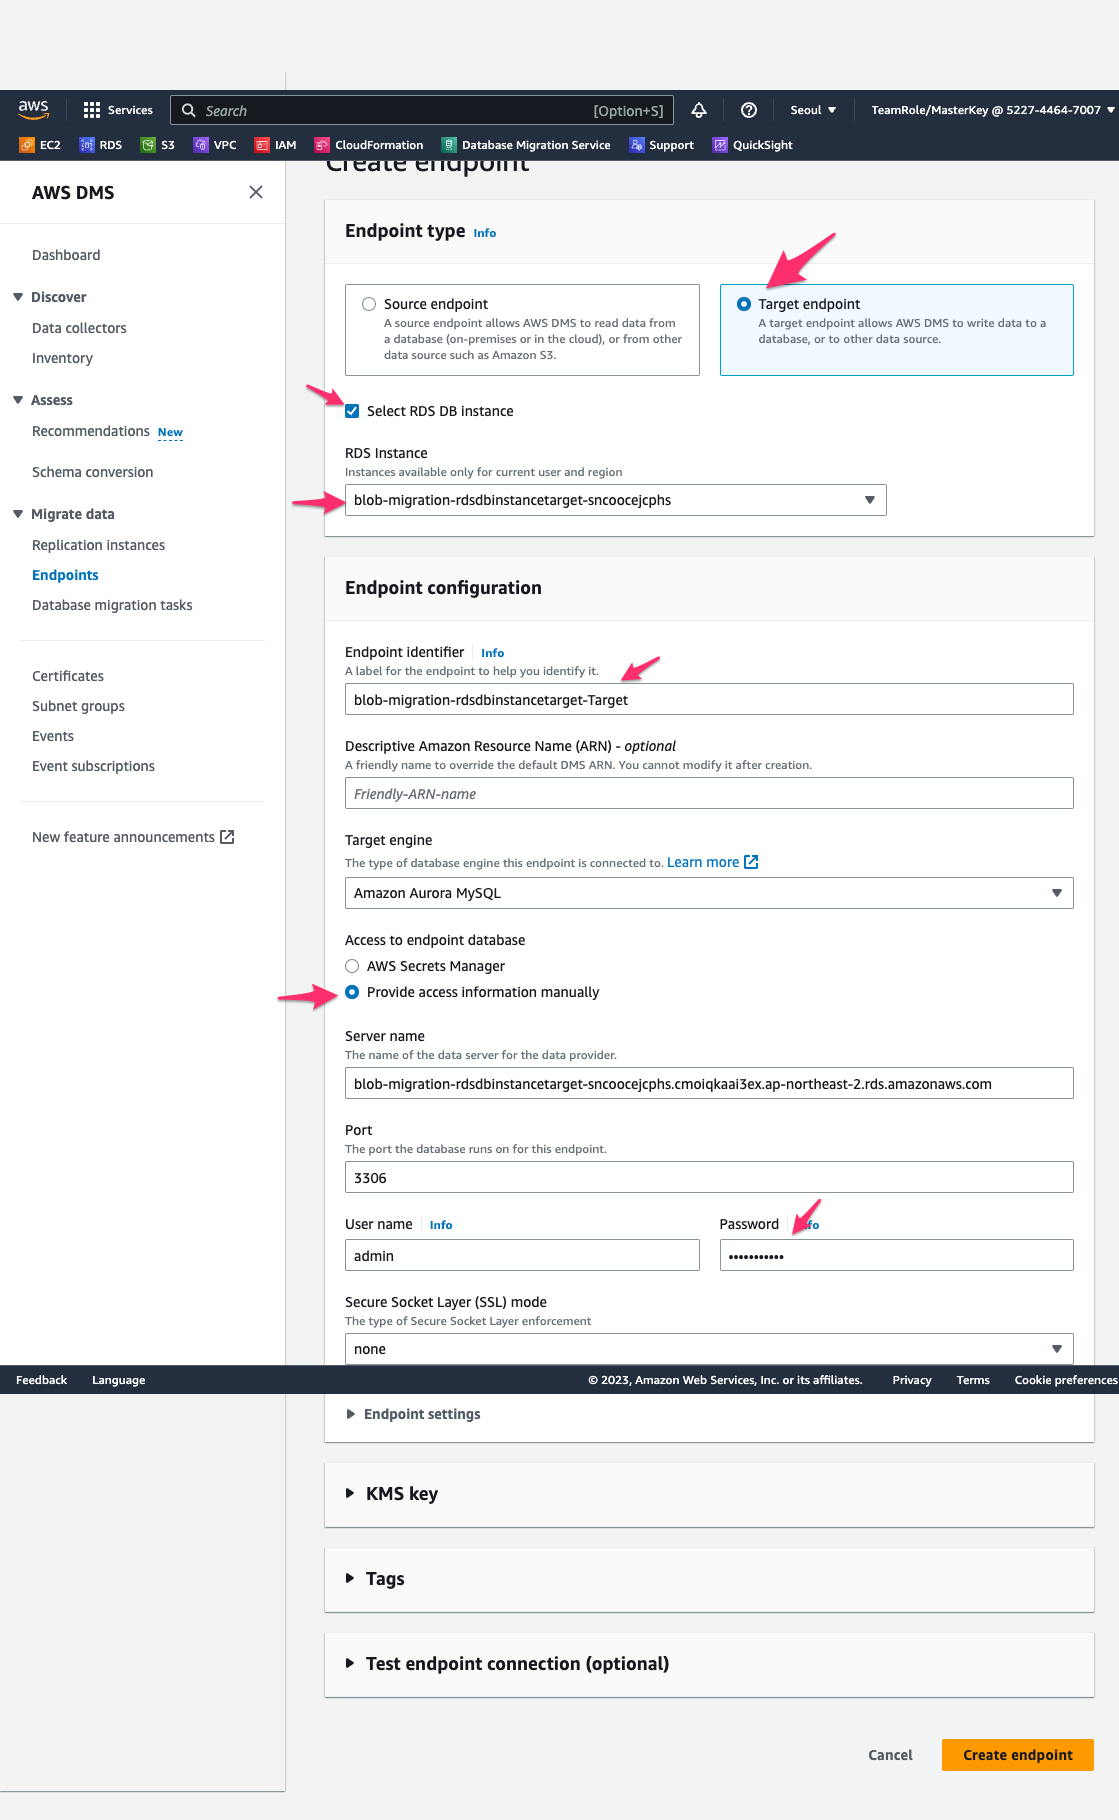 aws
Services
Search
[Option+S]
Seoul
TeamRole/MasterKey @ 5227-4464-7007
EC2
RDS
S3
VPC
IAM
CloudFormation
Database Migration Service
Support
QuickSight
AWS DMS
Dashboard
Discover
Data collectors
Inventory
Assess
Recommendations New
Schema conversion
Migrate data
Replication instances
Endpoints
Database migration tasks
Certificates
Subnet groups
Events
Event subscriptions
New feature announcements
Create endpoint
Endpoint type Info
Source endpoint
A source endpoint allows AWS DMS to read data from
a database (on-premises or in the cloud), or from other
data source such as Amazon S3.
Target endpoint
A target endpoint allows AWS DMS to write data to a
database, or to other data source.
Select RDS DB instance
RDS Instance
Instances available only for current user and region
blob-migration-rdsdbinstancetarget-sncoocejcphs
Endpoint configuration
Endpoint identifier Info
A label for the endpoint to help you identify it.
blob-migration-rdsdbinstancetarget-Target
Descriptive Amazon Resource Name (ARN) - optional
A friendly name to override the default DMS ARN. You cannot modify it after creation.
Friendly-ARN-name
Target engine
The type of database engine this endpoint is connected to. Learn more
Amazon Aurora MySQL
Access to endpoint database
AWS Secrets Manager
Provide access information manually
Server name
The name of the data server for the data provider.
blob-migration-rdsdbinstancetarget-sncoocejcphs.cmoiqkaai3ex.ap-northeast-2.rds.amazonaws.com
Port
The port the database runs on for this endpoint.
3306
User name Info
admin
Password Info
•••••••••••
Secure Socket Layer (SSL) mode
The type of Secure Socket Layer enforcement
none
Feedback
Language
© 2023, Amazon Web Services, Inc. or its affiliates.
Privacy
Terms
Cookie preferences
Endpoint settings
KMS key
Tags
Test endpoint connection (optional)
Cancel
Create endpoint